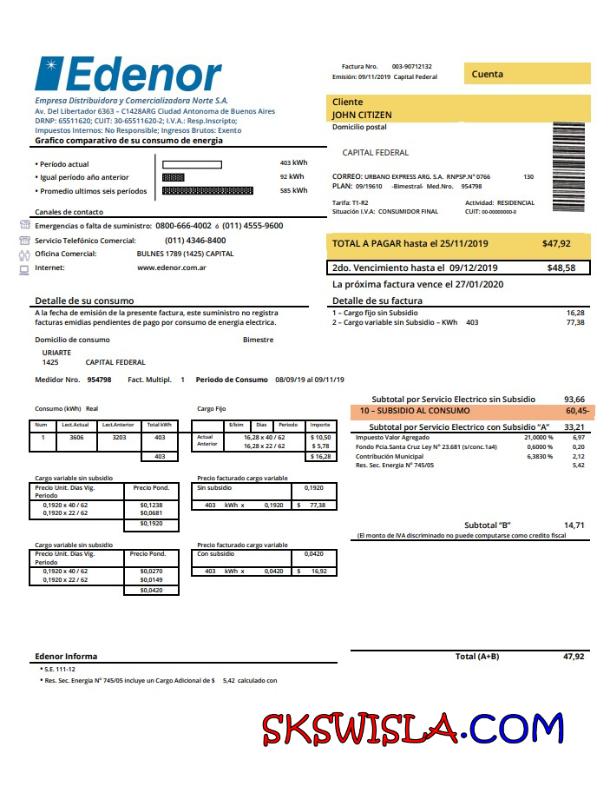 Edenor
Empresa Distribuidora y Comercializadora Norte S.A.
Av. Del Libertador 6363 – C1428ARG Ciudad Antonoma de Buenos Aires
DRNP: 65511620; CUIT: 30-65511620-2; I.V.A.: Resp.Inscripto;
Impuestos Internos: No Responsible; Ingresos Brutos: Exento
Grafico comparativo de su consumo de energia
Factura Nro. 003-90712132
Emisión: 09/11/2019 Capital Federal
Cuenta
Cliente
JOHN CITIZEN
Domicilio postal
CAPITAL FEDERAL
CORREO: URBANO EXPRESS ARG. S.A. RNPSP.N° 0766 130
PLAN: 09/19610 -Bimestral- Med.Nro. 954798
Tarifa: T1-R2 Actividad: RESIDENCIAL
Situación I.V.A: CONSUMIDOR FINAL CUIT: 00-00000000-0
• Período actual 403 kWh
• Igual período año anterior 92 kWh
• Promedio ultimos seis períodos 585 kWh
Canales de contacto
Emergencias o falta de suministro: 0800-666-4002 ó (011) 4555-9600
Servicio Telefónico Comercial: (011) 4346-8400
Oficina Comercial: BULNES 1789 (1425) CAPITAL
Internet: www.edenor.com.ar
TOTAL A PAGAR hasta el 25/11/2019 $47,92
2do. Vencimiento hasta el 09/12/2019 $48,58
La próxima factura vence el 27/01/2020
Detalle de su consumo
A la fecha de emisión de la presente factura, este suministro no registra
facturas emidias pendientes de pago por consumo de energia electrica.
Domicilio de consumo Bimestre
URIARTE
1425 CAPITAL FEDERAL
Medidor Nro. 954798 Fact. Multipl. 1 Periodo de Consumo 08/09/19 al 09/11/19
Detalle de su factura
1 – Cargo fijo sin Subsidio 16,28
2 – Cargo variable sin Subsidio – KWh 403 77,38
Subtotal por Servicio Electrico sin Subsidio 93,66
10 – SUBSIDIO AL CONSUMO 60,45-
Subtotal por Servicio Electrico con Subsidio "A" 33,21
Impuesto Valor Agregado 21,0000 % 6,97
Fondo Pcia.Santa Cruz Ley N° 23.681 (s/conc.1a4) 0,6000 % 0,20
Contribución Municipal 6,3830 % 2,12
Res. Sec. Energia N° 745/05 5,42
Subtotal "B" 14,71
(El monto de IVA discriminado no puede computarse como credito fiscal
Consumo (kWh) Real
Num Lect.Actual Lect.Anterior Total kWh
1 3606 3203 403
403
Cargo Fijo
$/bim Dias Periodo Importe
Actual 16,28 x 40 / 62 $ 10,50
Anterior 16,28 x 22 / 62 $ 5,78
$ 16,28
Cargo variable sin subsidio
Precio Unit. Dias Vig. Periodo Precio Pond.
0,1920 x 40 / 62 $0,1238
0,1920 x 22 / 62 $0,0681
$0,1920
Precio facturado cargo variable
Sin subsidio 0,1920
403 kWh x 0,1920 $ 77,38
Cargo variable sin subsidio
Precio Unit. Dias Vig. Periodo Precio Pond.
0,1920 x 40 / 62 $0,0270
0,1920 x 22 / 62 $0,0149
$0,0420
Precio facturado cargo variable
Con subsidio 0,0420
403 kWh x 0,0420 $ 16,92
Edenor Informa
• S.E. 111-12
• Res. Sec. Energia N° 745/05 incluye un Cargo Adicional de $ 5,42 calculado con
Total (A+B) 47,92
SKSWISLA.COM